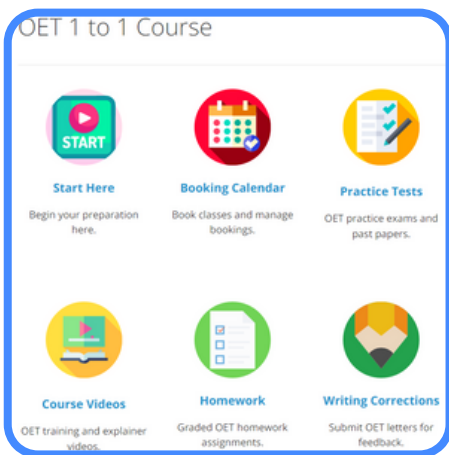 OET 1 to 1 Course
START
Start Here
Begin your preparation
here.
Booking Calendar
Book classes and manage
bookings.
Practice Tests
OET practice exams and
past papers.
Course Videos
OET training and explainer
videos.
Homework
Graded OET homework
assignments.
Writing Corrections
Submit OET letters for
feedback.